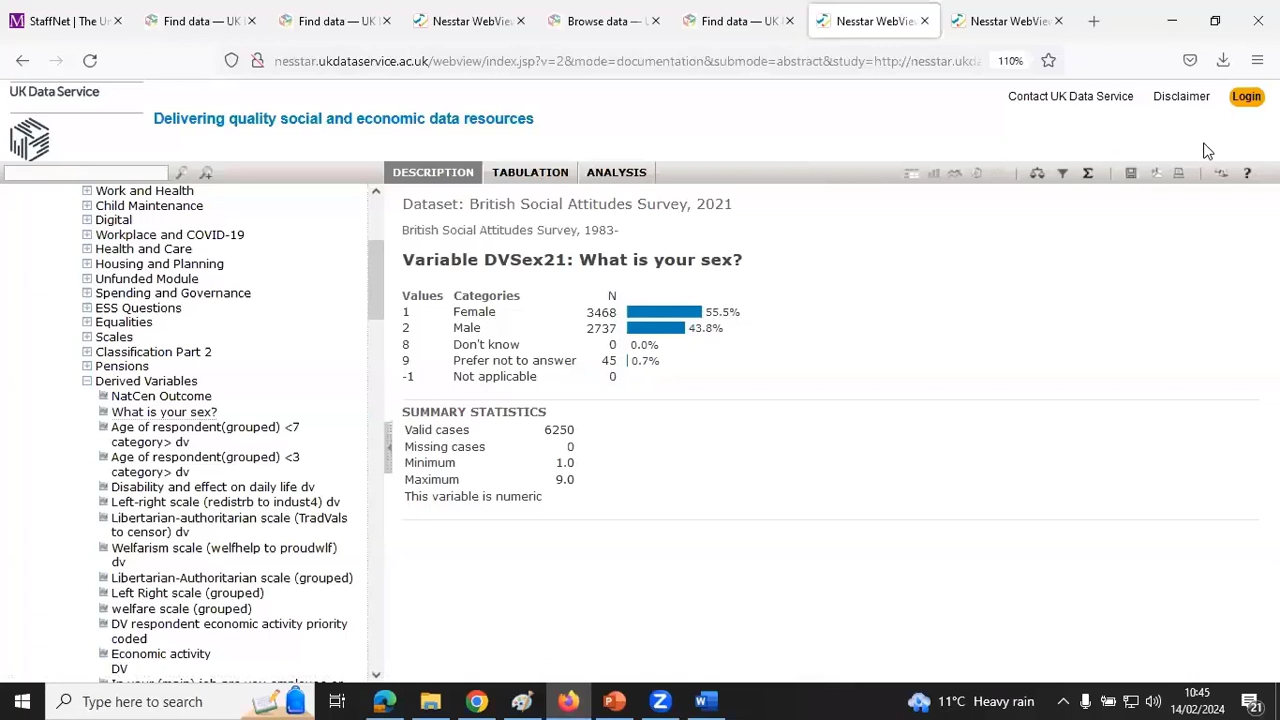 StaffNet | The Un
Find data — UK
Find data — UK
Nesstar WebView
Browse data —
Find data — UK
Nesstar WebView
Nesstar WebView
nesstar.ukdataservice.ac.uk/webview/index.jsp?v=2&mode=documentation&submode=abstract&study=http://nesstar.ukda
110%
UK Data Service
Contact UK Data Service
Disclaimer
Login
Delivering quality social and economic data resources
DESCRIPTION
TABULATION
ANALYSIS
Work and Health
Child Maintenance
Digital
Workplace and COVID-19
Health and Care
Housing and Planning
Unfunded Module
Spending and Governance
ESS Questions
Equalities
Scales
Classification Part 2
Pensions
Derived Variables
NatCen Outcome
What is your sex?
Age of respondent(grouped) <7
category> dv
Age of respondent(grouped) <3
category> dv
Disability and effect on daily life dv
Left-right scale (redistrb to indust4) dv
Libertarian-authoritarian scale (TradVals
to censor) dv
Welfarism scale (welfhelp to proudwlf)
dv
Libertarian-Authoritarian scale (grouped)
Left Right scale (grouped)
welfare scale (grouped)
DV respondent economic activity priority
coded
Economic activity
DV
Dataset: British Social Attitudes Survey, 2021
British Social Attitudes Survey, 1983-
Variable DVSex21: What is your sex?
Values Categories N
1 Female 3468 55.5%
2 Male 2737 43.8%
8 Don't know 0 0.0%
9 Prefer not to answer 45 0.7%
-1 Not applicable 0
SUMMARY STATISTICS
Valid cases 6250
Missing cases 0
Minimum 1.0
Maximum 9.0
This variable is numeric
Type here to search
11°C Heavy rain
10:45
14/02/2024
21